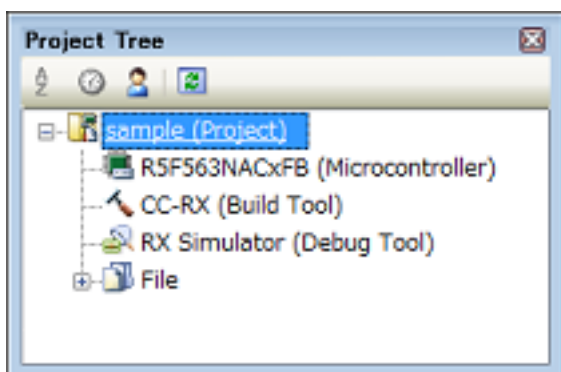 Project Tree
sample (Project)
R5F563NACxFB (Microcontroller)
CC-RX (Build Tool)
RX Simulator (Debug Tool)
File